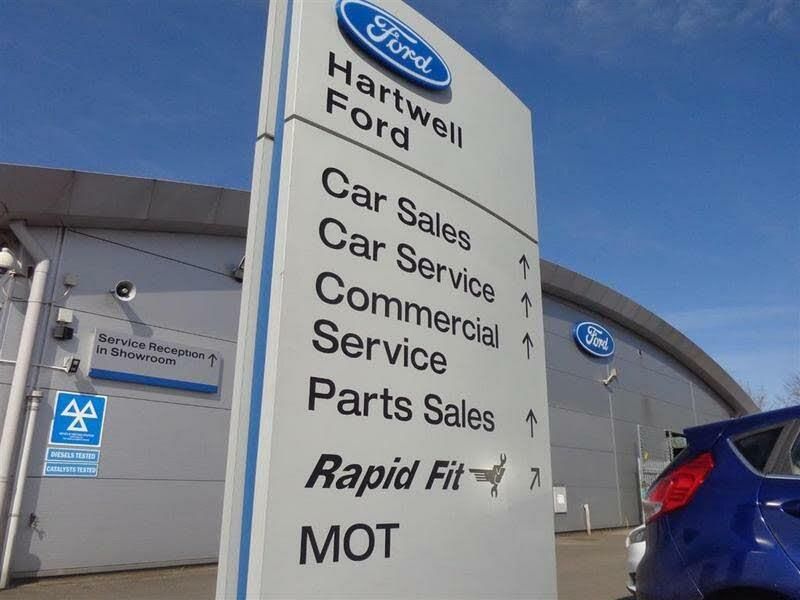 Ford
Hartwell
Ford
Car Sales ↑
Car Service ↑
Commercial ↑
Service
Parts Sales ↑
Rapid Fit ↗
MOT
Service Reception ↑
in Showroom
DIESELS TESTED
CATALYSTS TESTED
Ford